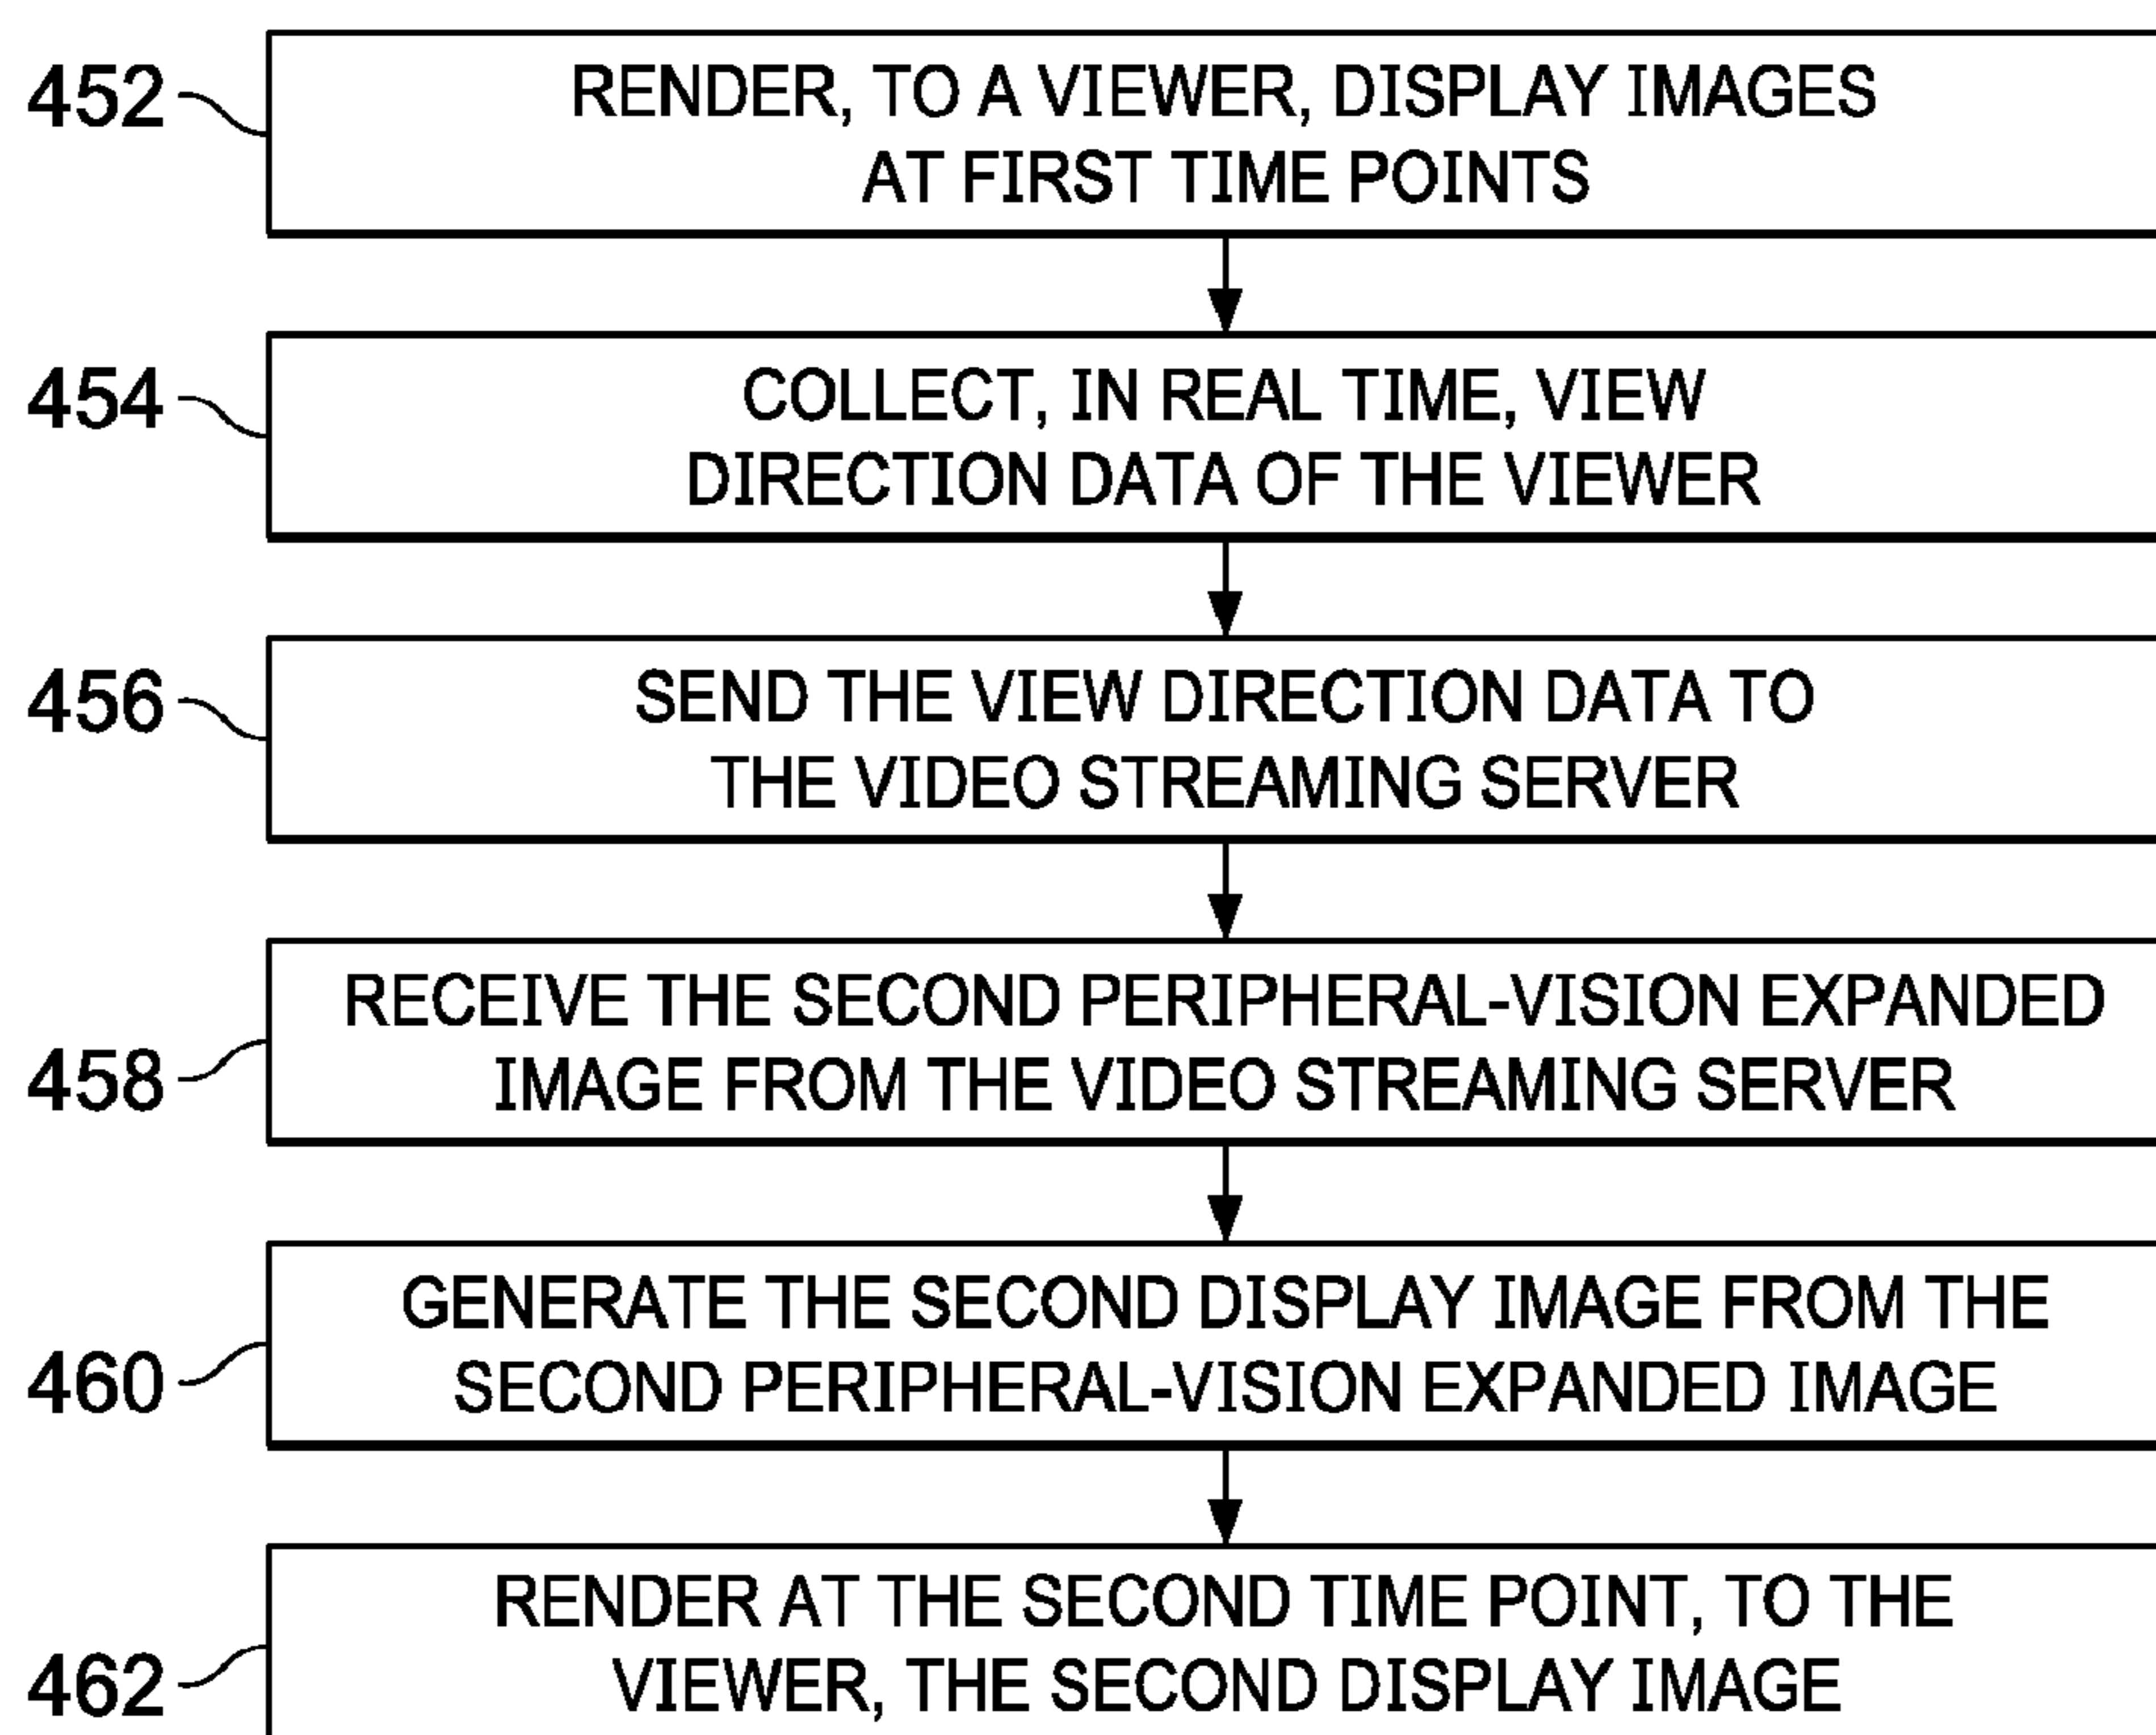 452
RENDER, TO A VIEWER, DISPLAY IMAGES
AT FIRST TIME POINTS
454
COLLECT, IN REAL TIME, VIEW
DIRECTION DATA OF THE VIEWER
456
SEND THE VIEW DIRECTION DATA TO
THE VIDEO STREAMING SERVER
458
RECEIVE THE SECOND PERIPHERAL-VISION EXPANDED
IMAGE FROM THE VIDEO STREAMING SERVER
460
GENERATE THE SECOND DISPLAY IMAGE FROM THE
SECOND PERIPHERAL-VISION EXPANDED IMAGE
462
RENDER AT THE SECOND TIME POINT, TO THE
VIEWER, THE SECOND DISPLAY IMAGE